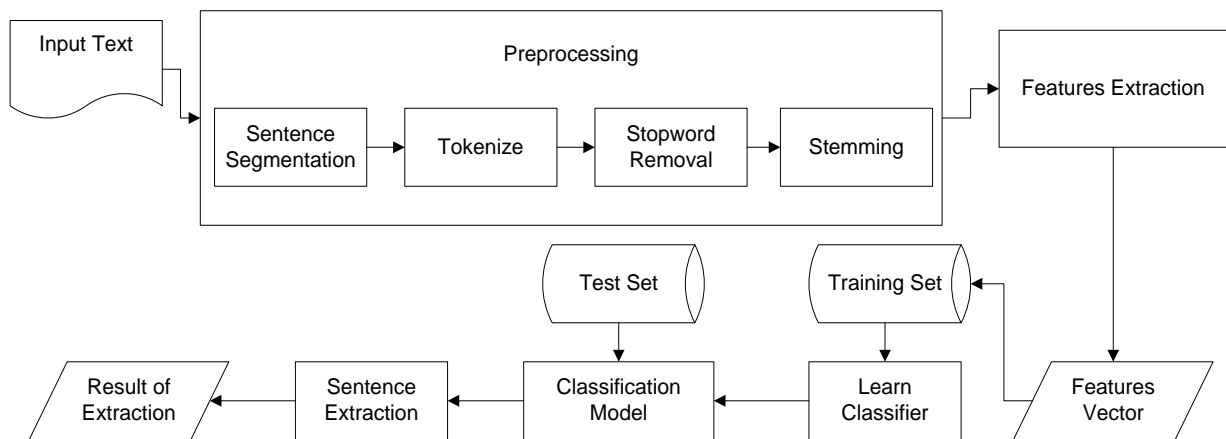 Input Text
Preprocessing
Sentence
Segmentation
Tokenize
Stopword
Removal
Stemming
Features Extraction
Test Set
Training Set
Result of
Extraction
Sentence
Extraction
Classification
Model
Learn
Classifier
Features
Vector